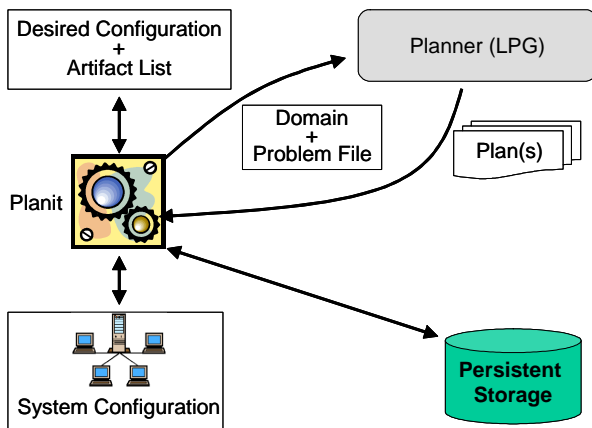 Desired Configuration
+
Artifact List
Planner (LPG)
Domain
+
Problem File
Plan(s)
Planit
System Configuration
Persistent
Storage